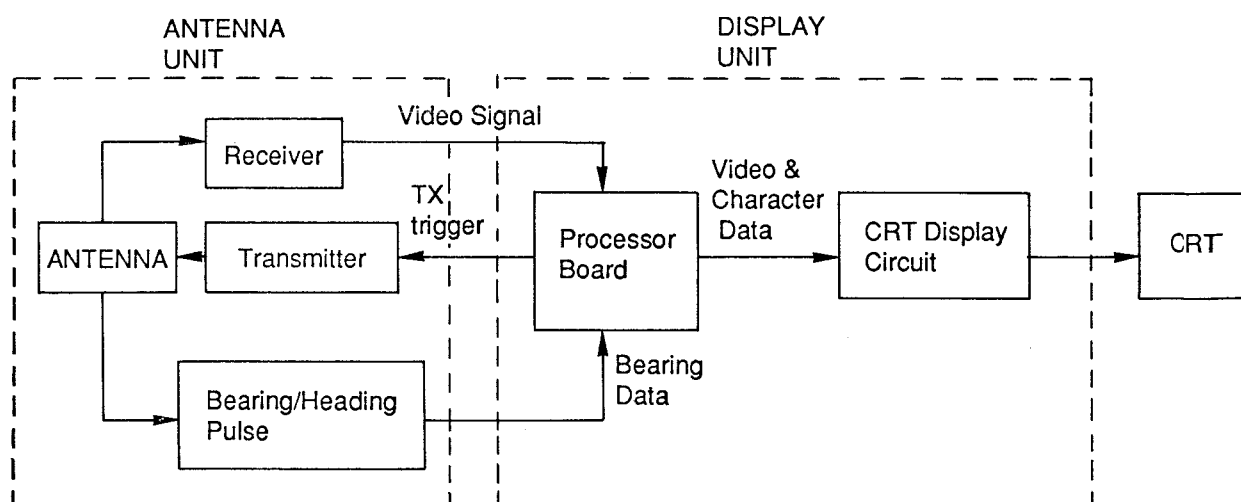 ANTENNA
UNIT
DISPLAY
UNIT
Video Signal
Receiver
TX
trigger
Video &
Character
Data
ANTENNA
Transmitter
Processor
Board
CRT Display
Circuit
CRT
Bearing/Heading
Pulse
Bearing
Data